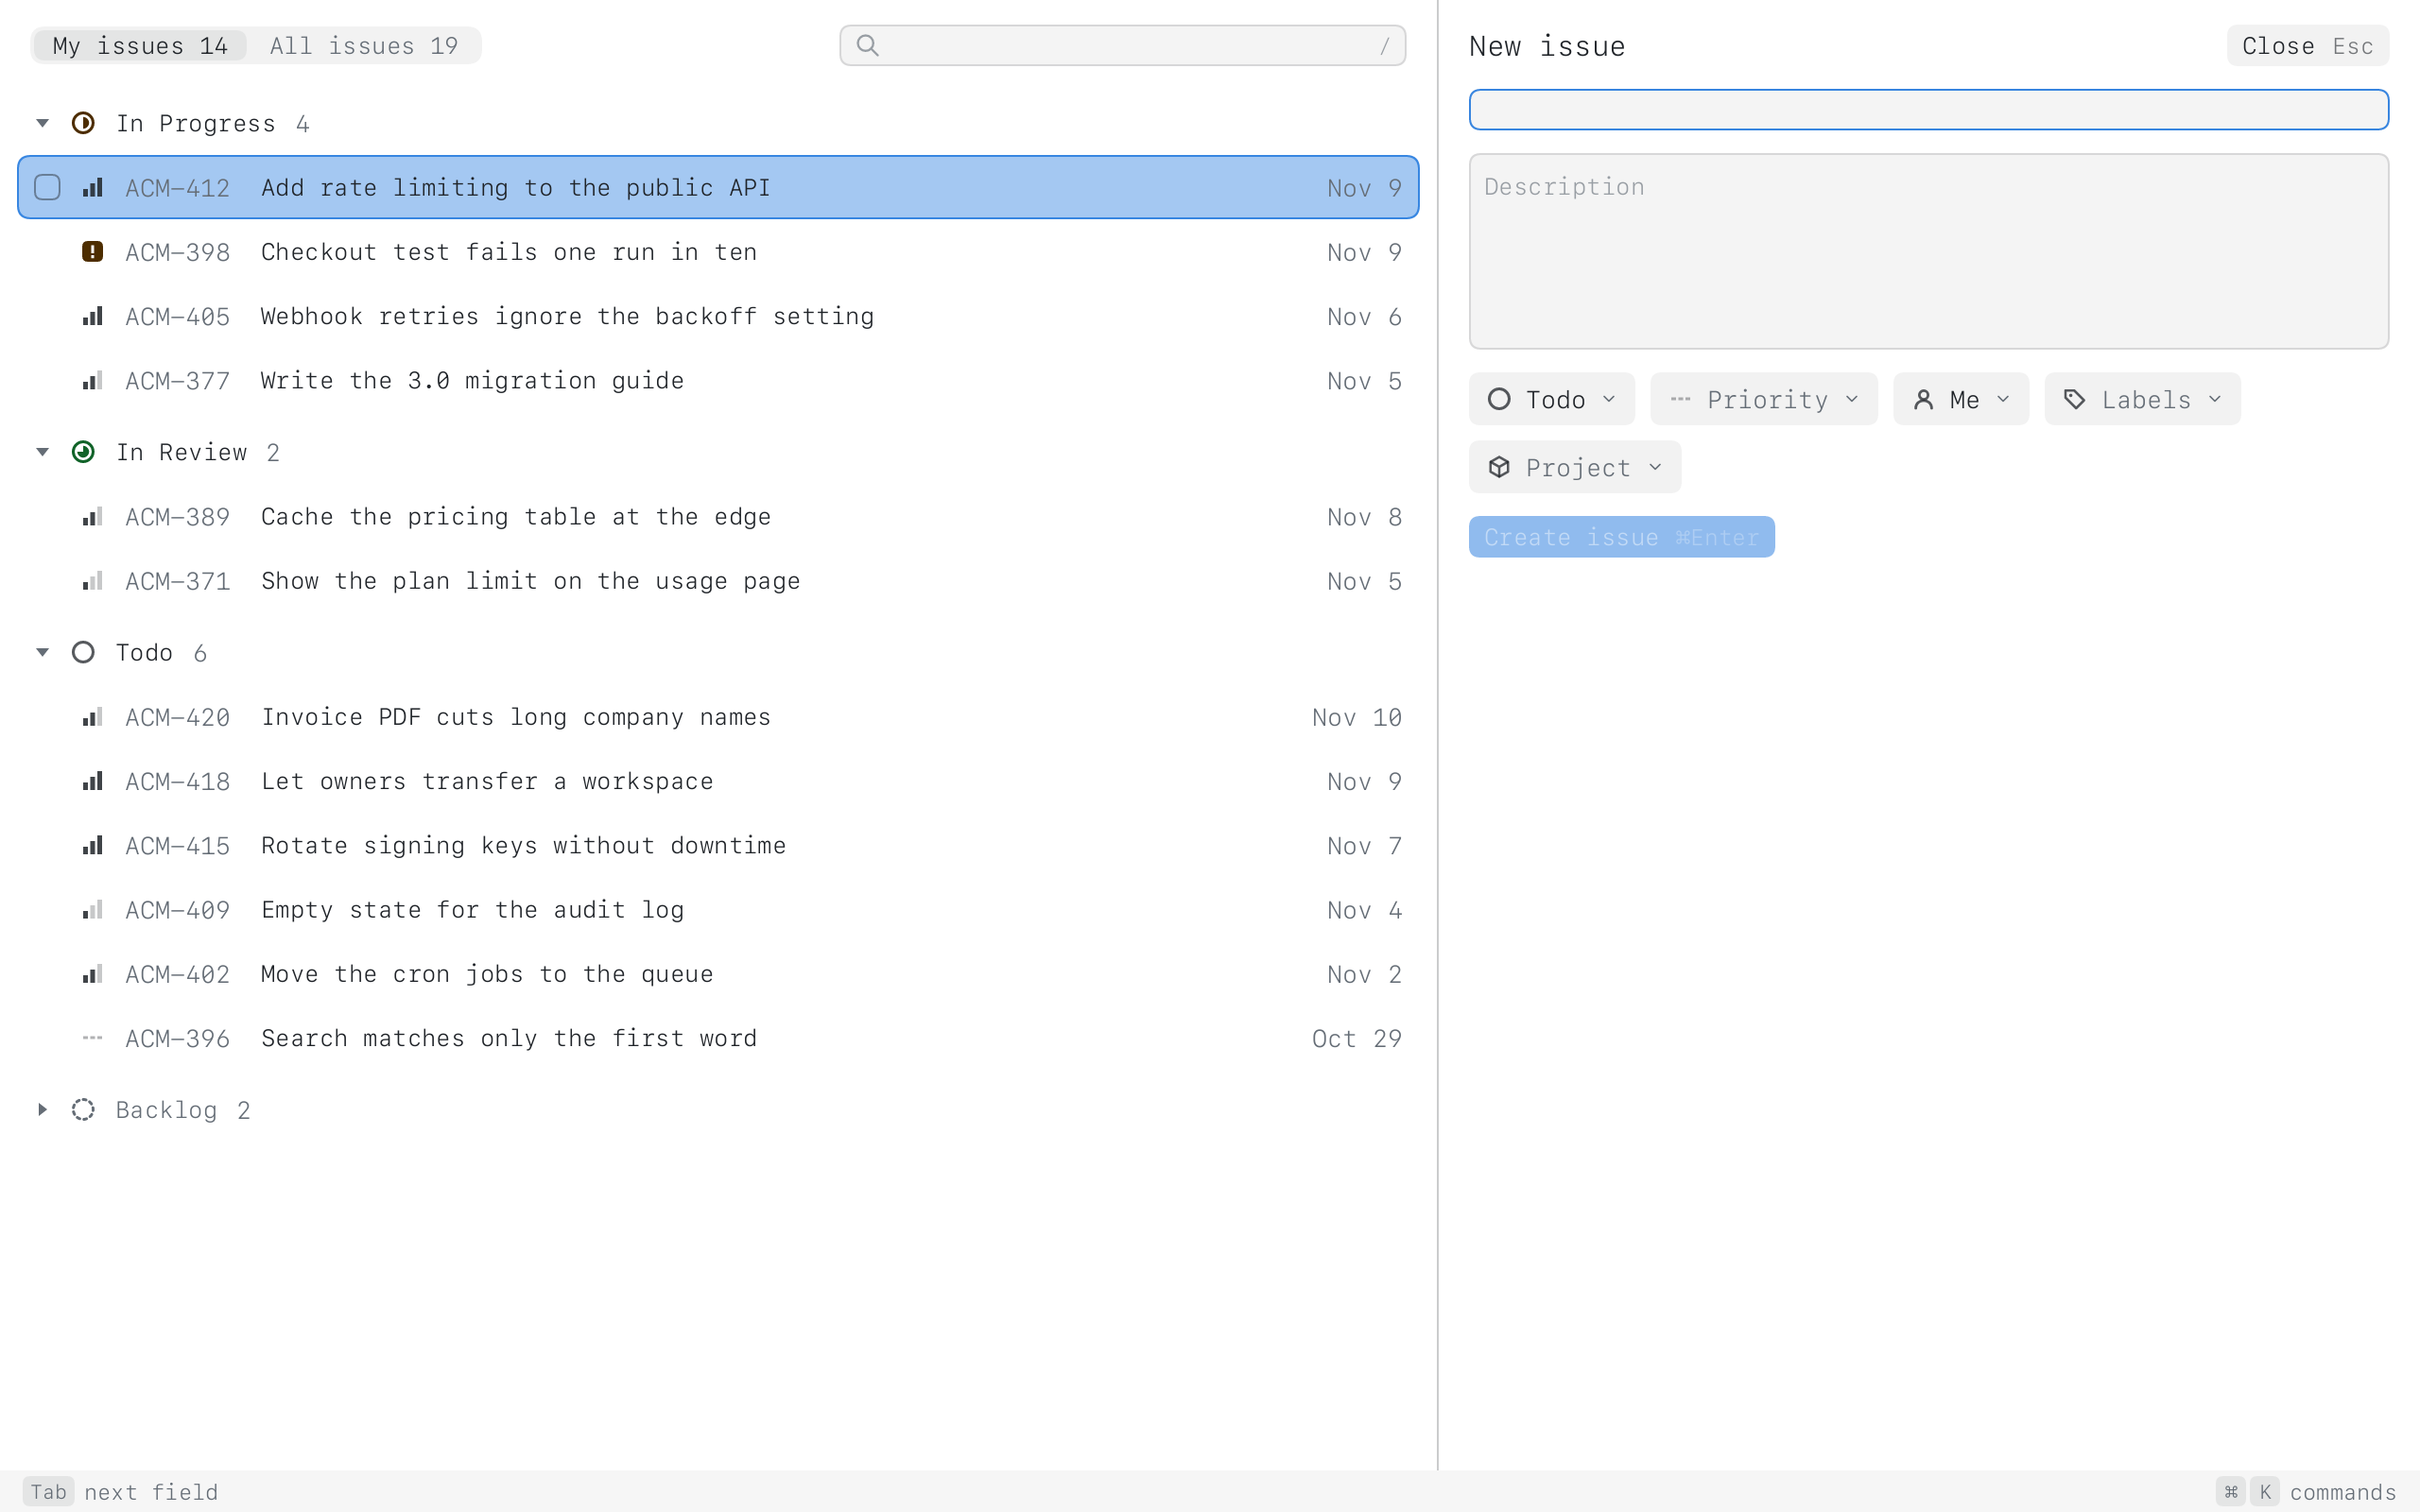 My issues 14 All issues 19
/
In Progress 4
ACM-412 Add rate limiting to the public API Nov 9
ACM-398 Checkout test fails one run in ten Nov 9
ACM-405 Webhook retries ignore the backoff setting Nov 6
ACM-377 Write the 3.0 migration guide Nov 5
In Review 2
ACM-389 Cache the pricing table at the edge Nov 8
ACM-371 Show the plan limit on the usage page Nov 5
Todo 6
ACM-420 Invoice PDF cuts long company names Nov 10
ACM-418 Let owners transfer a workspace Nov 9
ACM-415 Rotate signing keys without downtime Nov 7
ACM-409 Empty state for the audit log Nov 4
ACM-402 Move the cron jobs to the queue Nov 2
ACM-396 Search matches only the first word Oct 29
Backlog 2
New issue Close Esc
Description
Todo Priority Me Labels
Project
Create issue ⌘Enter
Tab next field
⌘ K commands